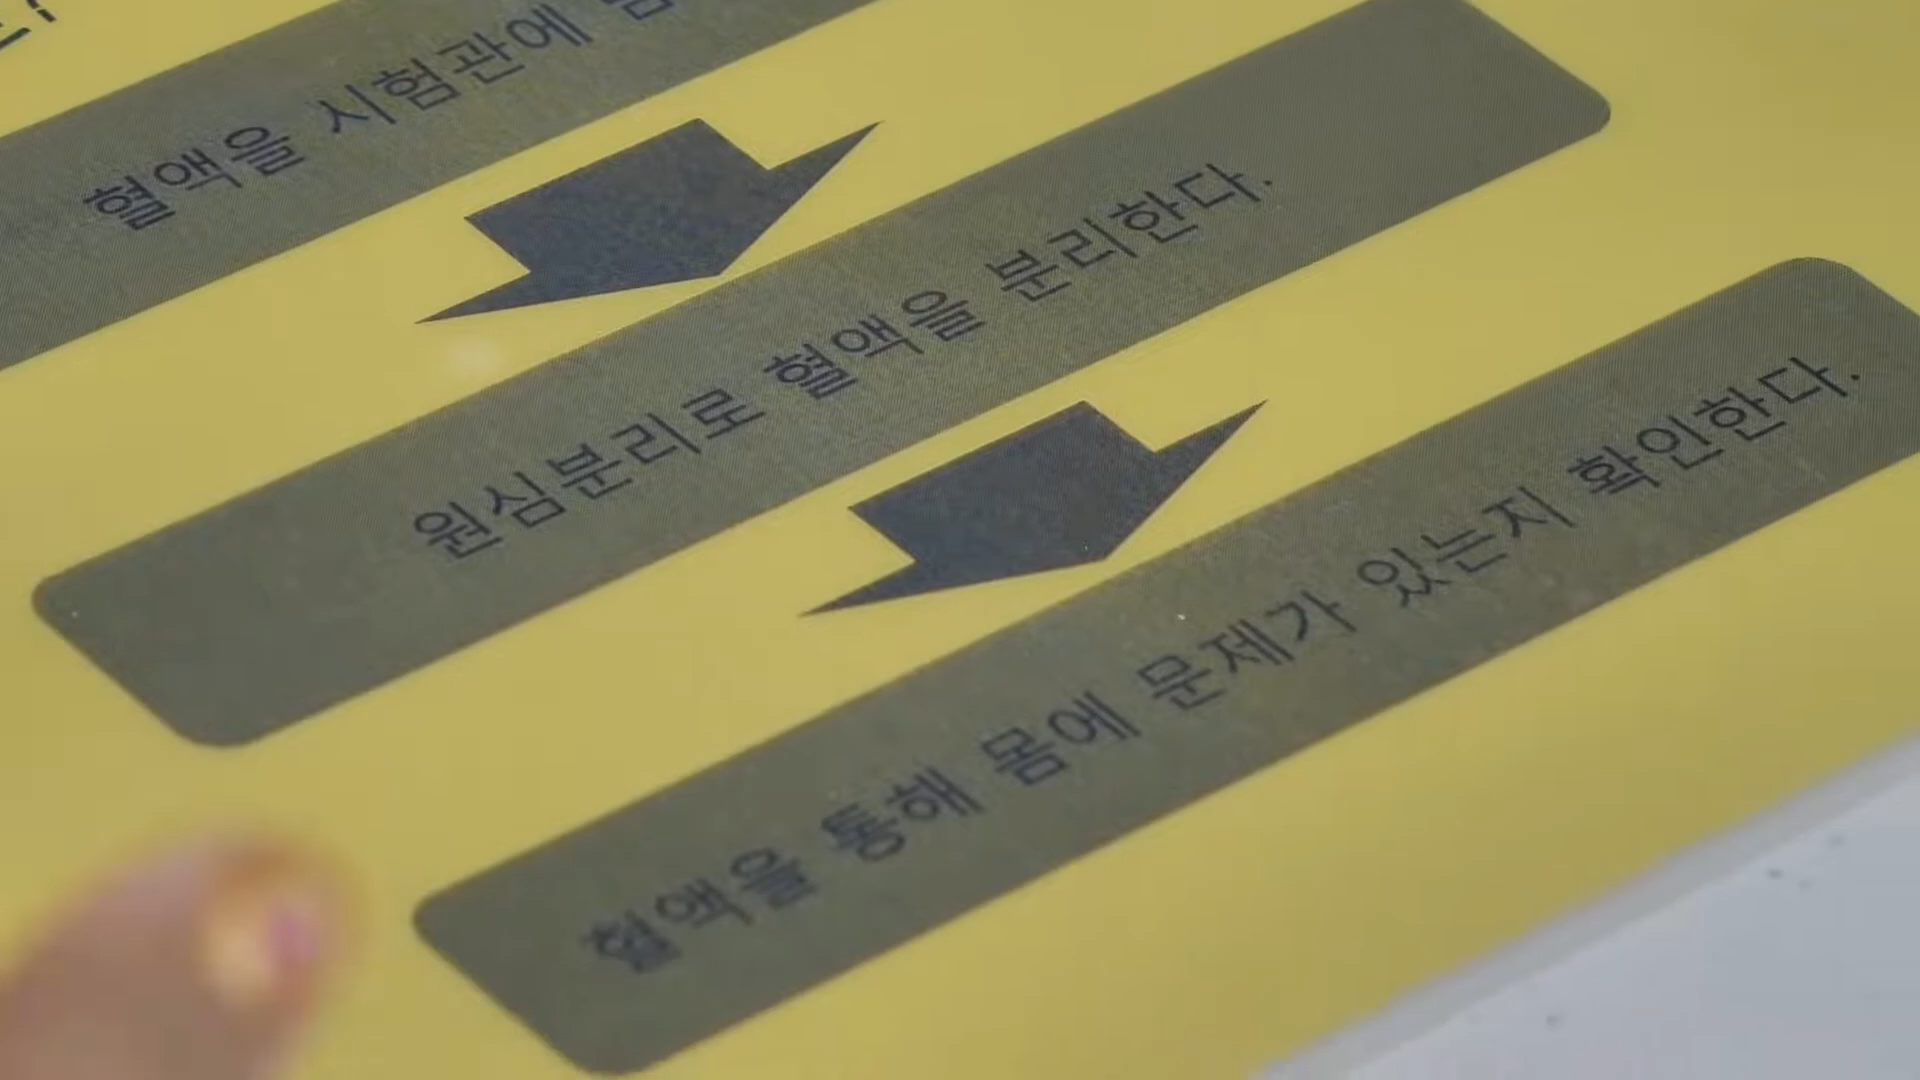 혈액을 시험관에
원심분리로 혈액을 분리한다.
혈액을 통해 몸에 문제가 있는지 확인한다.